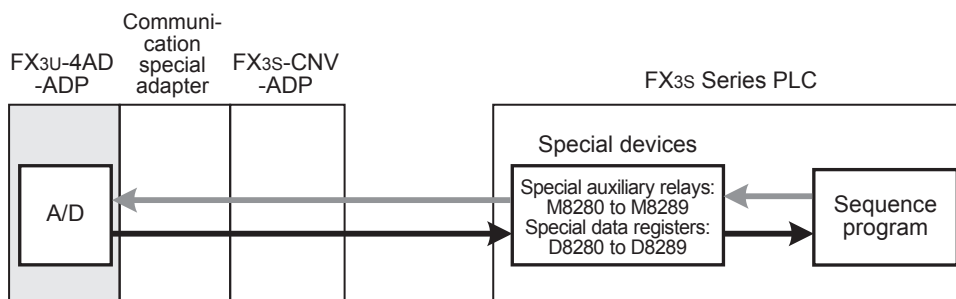 FX3U-4AD
-ADP
Communi-
cation
special
adapter
FX3S-CNV
-ADP
FX3S Series PLC
A/D
Special devices
Special auxiliary relays:
M8280 to M8289
Special data registers:
D8280 to D8289
Sequence
program